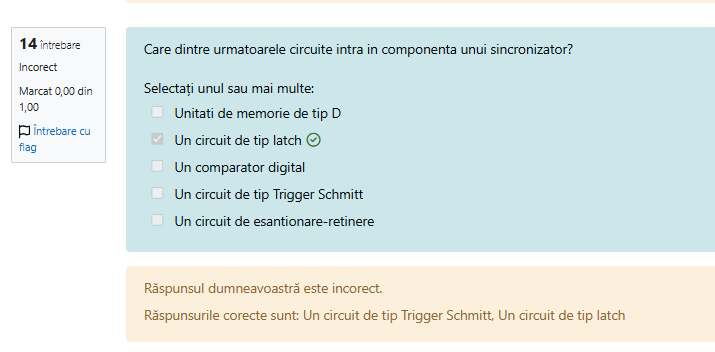 14 întrebare
Incorect
Marcat 0,00 din
1,00
Întrebare cu
flag
Care dintre urmatoarele circuite intra in componenta unui sincronizator?
Selectați unul sau mai multe:
Unitati de memorie de tip D
Un circuit de tip latch
Un comparator digital
Un circuit de tip Trigger Schmitt
Un circuit de esantionare-retinere
Răspunsul dumneavoastră este incorect.
Răspunsurile corecte sunt: Un circuit de tip Trigger Schmitt, Un circuit de tip latch